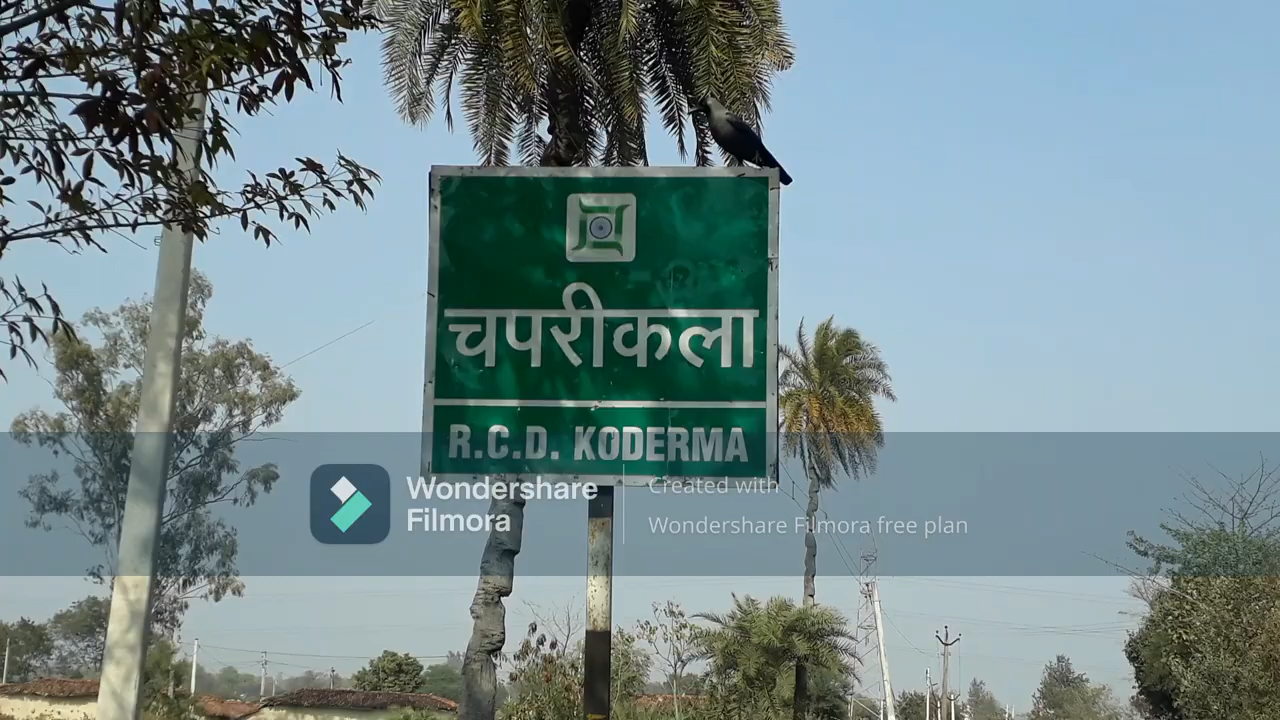 चपरीकला
R.C.D. KODERMA
Wondershare
Filmora
Created with
Wondershare Filmora free plan